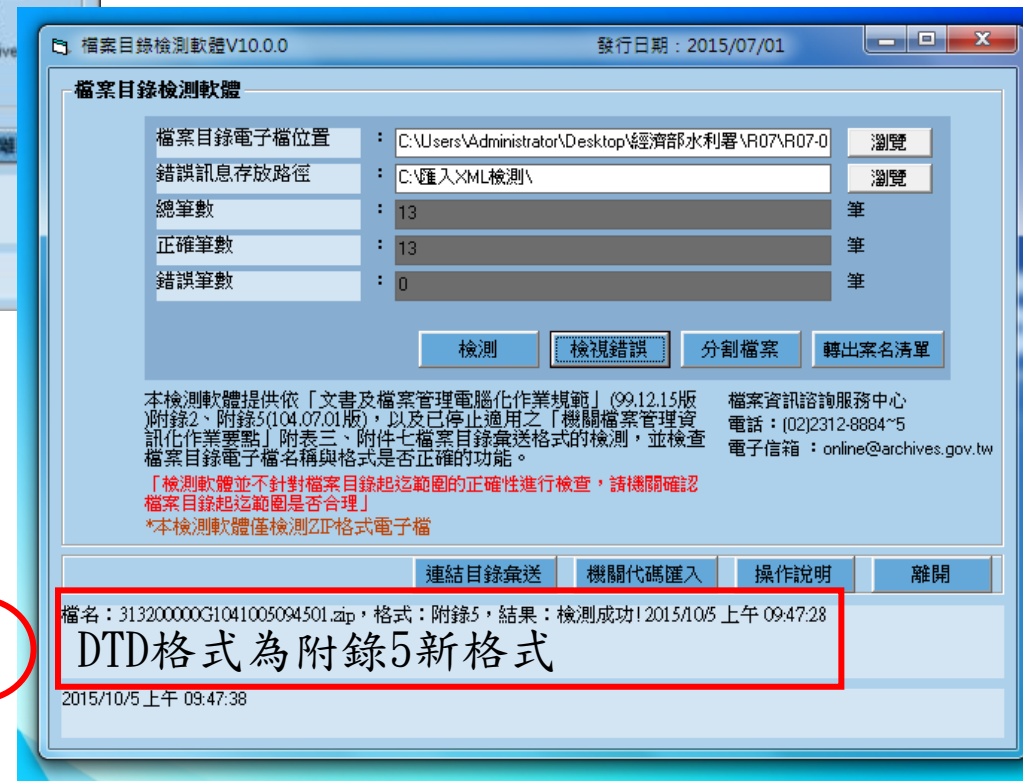 ive
檔案目錄檢測軟體V10.0.0 發行日期：2015/07/01
檔案目錄檢測軟體
檔案目錄電子檔位置 ： C:\Users\Administrator\Desktop\經濟部水利署\R07\R07-0 瀏覽
錯誤訊息存放路徑 ： C:\匯入XML檢測\ 瀏覽
總筆數 ： 13 筆
正確筆數 ： 13 筆
錯誤筆數 ： 0 筆
檢測 檢視錯誤 分割檔案 轉出案名清單
本檢測軟體提供依「文書及檔案管理電腦化作業規範」(99.12.15版
)附錄2、附錄5(104.07.01版)，以及已停止適用之「機關檔案管理資
訊化作業要點」附表三、附件七檔案目錄彙送格式的檢測，並檢查
檔案目錄電子檔名稱與格式是否正確的功能。
檔案資訊諮詢服務中心
電話：(02)2312-8884~5
電子信箱 ：online@archives.gov.tw
「檢測軟體並不針對檔案目錄起迄範圍的正確性進行檢查，請機關確認
檔案目錄起迄範圍是否合理」
*本檢測軟體僅檢測ZIP格式電子檔
連結目錄彙送 機關代碼匯入 操作說明 離開
檔名：313200000G1041005094501.zip，格式：附錄5，結果：檢測成功! 2015/10/5 上午 09:47:28
DTD格式為附錄5新格式
2015/10/5 上午 09:47:38